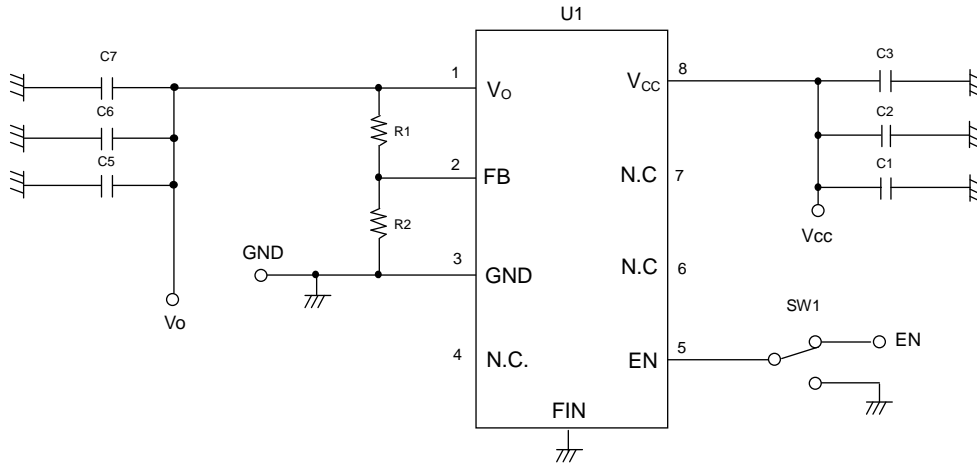 U1
C7
C3
1
8
VO
VCC
C6
R1
C2
C5
2
FB
N.C
7
C1
R2
Vcc
GND
3
GND
N.C
6
Vo
SW1
4
N.C.
EN
5
EN
FIN